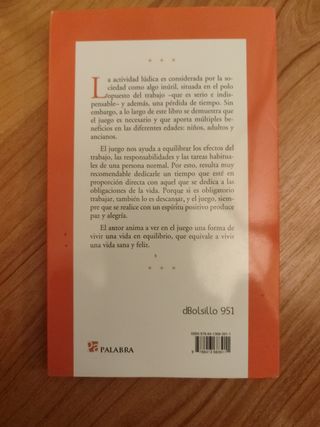 La actividad lúdica es considerada por la so-
ciedad como algo inútil, situada en el polo
opuesto del trabajo –que es serio e indis-
pensable– y además, una pérdida de tiempo. Sin
embargo, a lo largo de este libro se demuestra que
el juego es necesario y que aporta múltiples be-
neficios en las diferentes edades: niños, adultos y
ancianos.
El juego nos ayuda a equilibrar los efectos del
trabajo, las responsabilidades y las tareas habitua-
les de una persona normal. Por esto, resulta muy
recomendable dedicarle un tiempo que esté en
proporción directa con aquel que se dedica a las
obligaciones de la vida. Porque si es obligatorio
trabajar, también lo es descansar, y el juego, siem-
pre que se realice con un espíritu positivo produce
paz y alegría.
El autor anima a ver en el juego una forma de
vivir una vida en equilibrio, que equivale a vivir
una vida sana y feliz.
dBolsillo 951
PALABRA